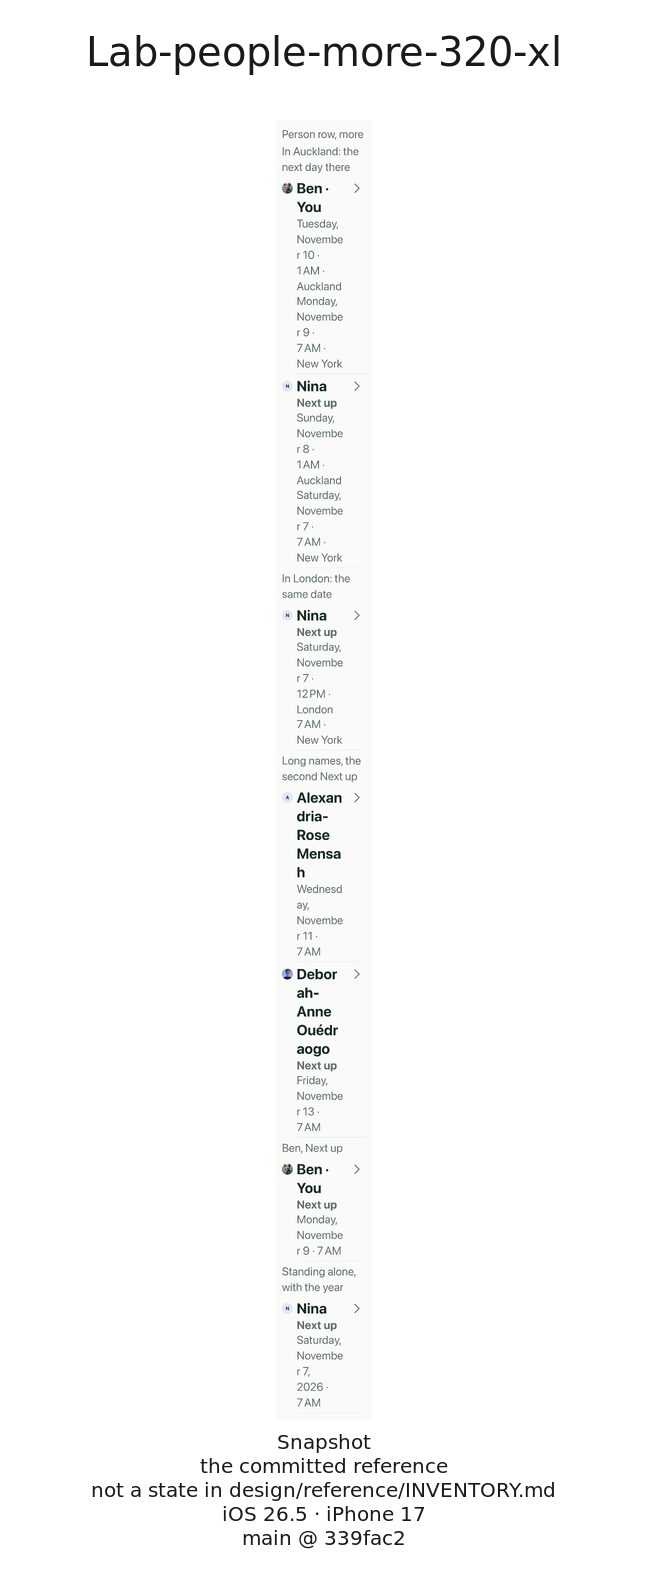 Lab-people-more-320-xl
Person row, more
In Auckland: the
next day there
Ben ·
You
Tuesday,
Novembe
r 10 ·
1 AM ·
Auckland
Monday,
Novembe
r 9 ·
7 AM ·
New York
N
Nina
Next up
Sunday,
Novembe
r 8 ·
1 AM ·
Auckland
Saturday,
Novembe
r 7 ·
7 AM ·
New York
In London: the
same date
N
Nina
Next up
Saturday,
Novembe
r 7 ·
12 PM ·
London
7 AM ·
New York
Long names, the
second Next up
A
Alexan
dria-
Rose
Mensa
h
Wednesd
ay,
Novembe
r 11 ·
7 AM
Debor
ah-
Anne
Ouédr
aogo
Next up
Friday,
Novembe
r 13 ·
7 AM
Ben, Next up
Ben ·
You
Next up
Monday,
Novembe
r 9 · 7 AM
Standing alone,
with the year
N
Nina
Next up
Saturday,
Novembe
r 7,
2026 ·
7 AM
Snapshot
the committed reference
not a state in design/reference/INVENTORY.md
iOS 26.5 · iPhone 17
main @ 339fac2